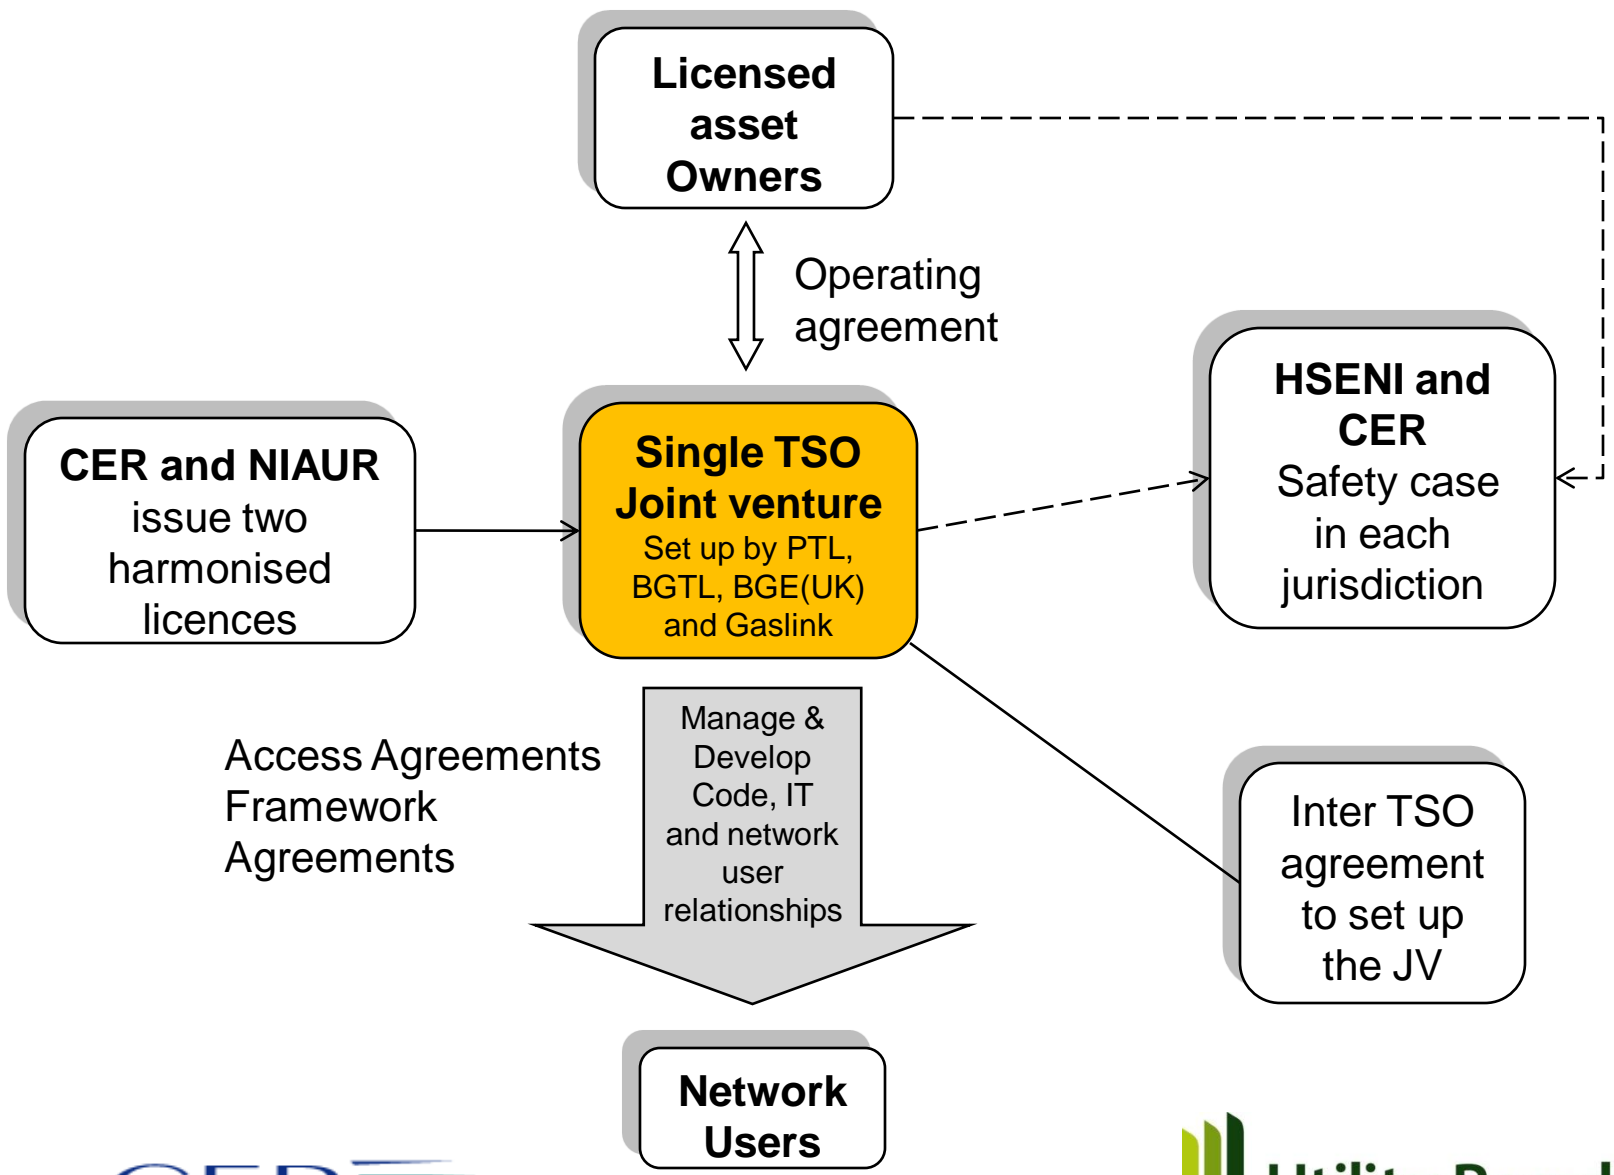 Licensed
asset
Owners
Operating
agreement
HSENI and
CER
Safety case
in each
jurisdiction
CER and NIAUR
issue two
harmonised
licences
Single TSO
Joint venture
Set up by PTL,
BGTL, BGE(UK)
and Gaslink
Manage &
Develop
Code, IT
and network
user
relationships
Access Agreements
Framework
Agreements
Inter TSO
agreement
to set up
the JV
Network
Users
CER
Utility